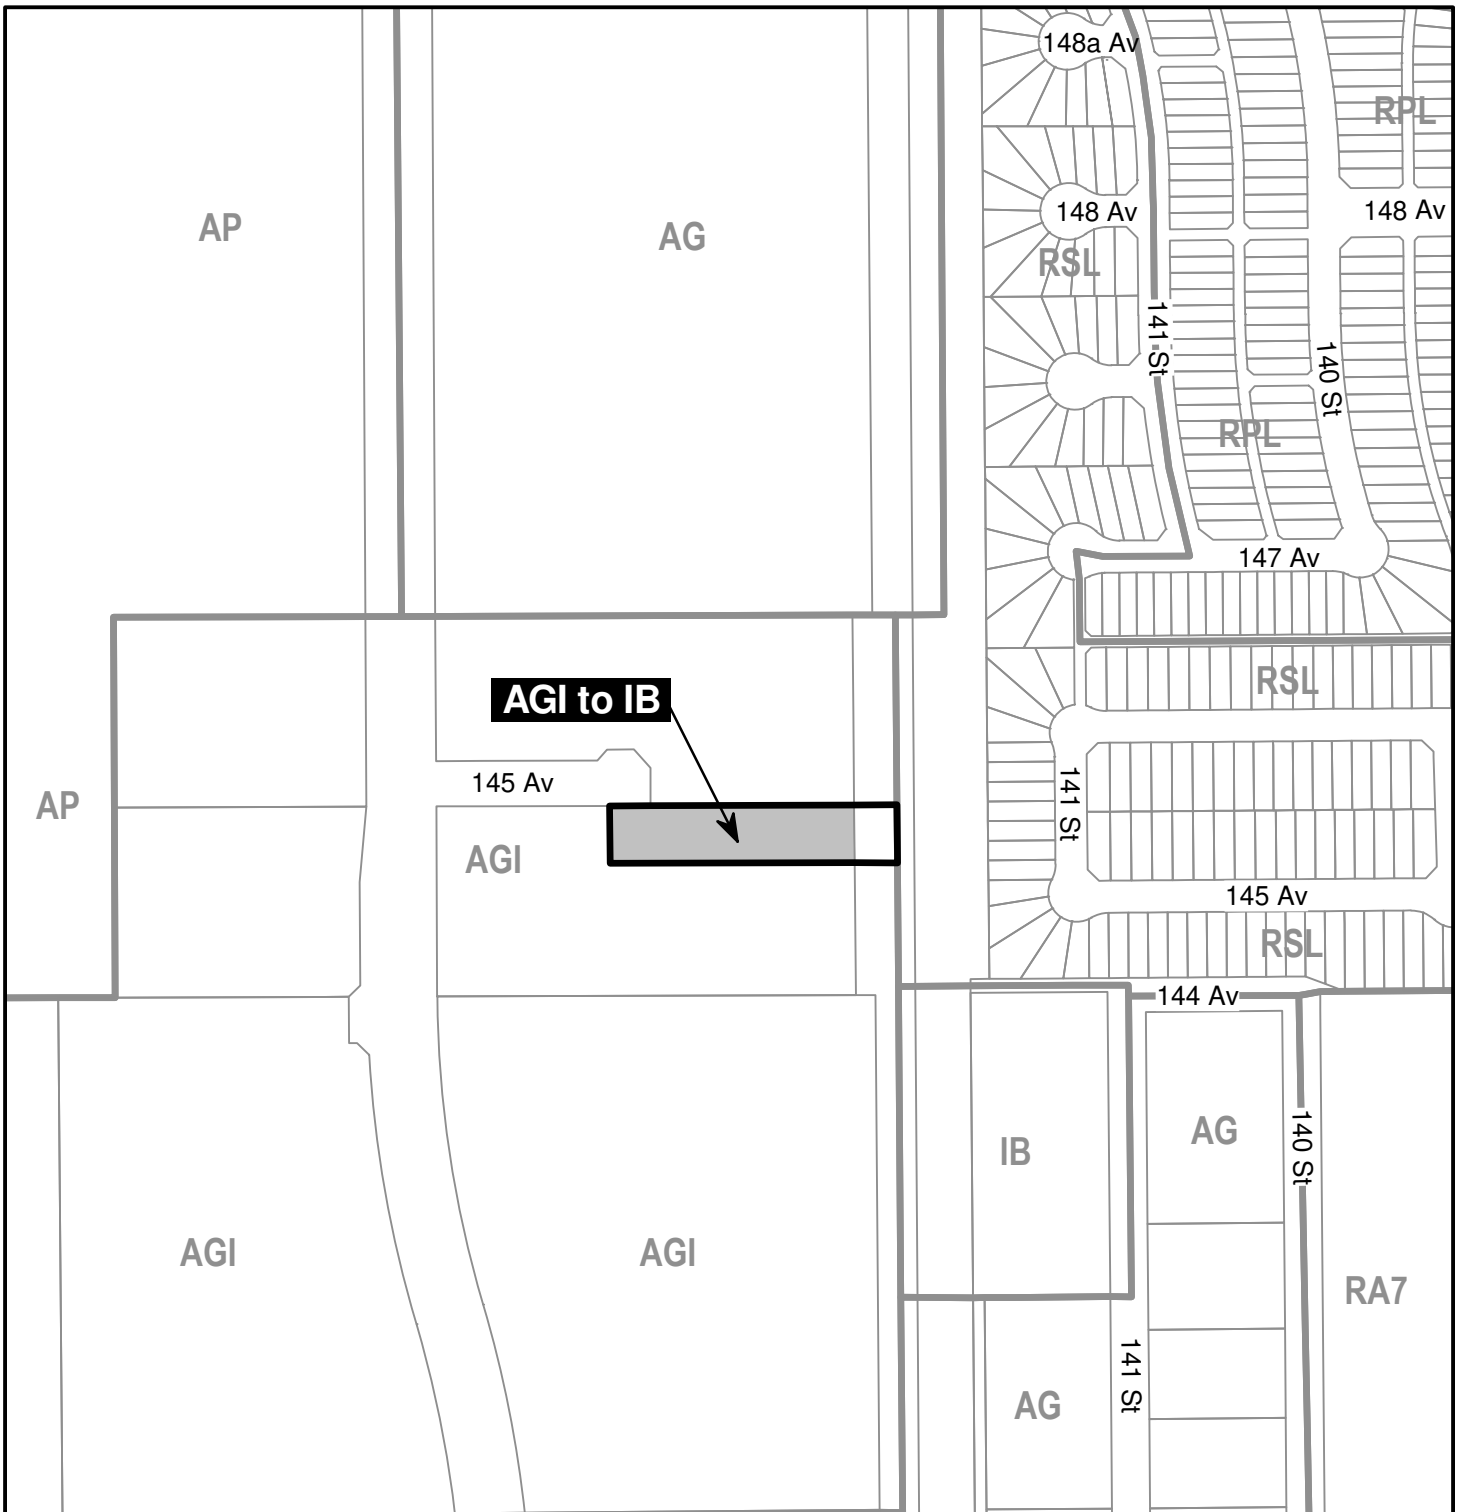 148a Av
RPL
148 Av
148 Av
AP
AG
RSL
141 St
140 St
RPL
147 Av
RSL
AGI to IB
145 Av
AP
141 St
AGI
145 Av
RSL
144 Av
AG
140 St
IB
AGI
AGI
RA7
141 St
AG